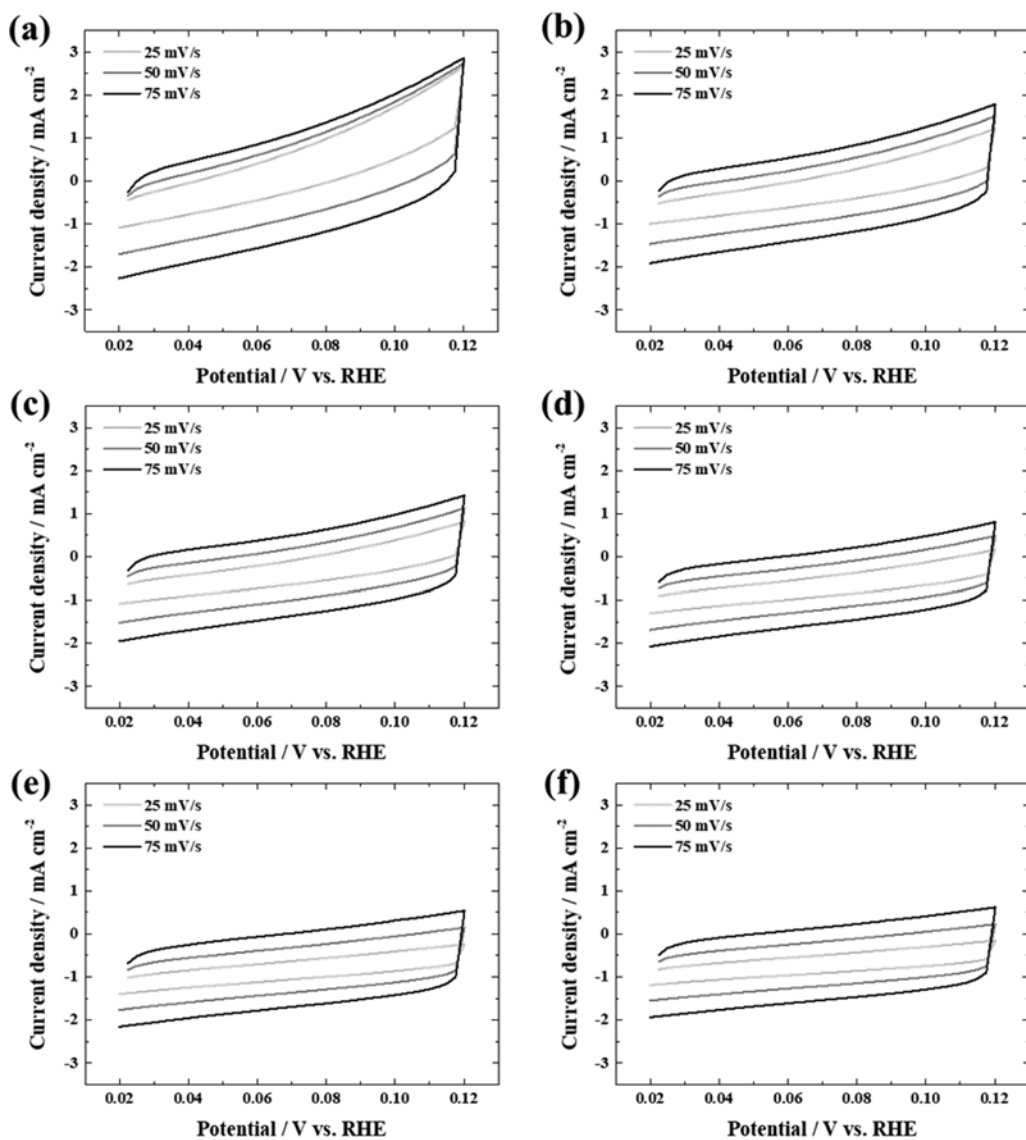 (a)
25 mV/s
50 mV/s
75 mV/s
3
2
1
0
-1
-2
-3
Current density / mA cm⁻²
0.02 0.04 0.06 0.08 0.10 0.12
Potential / V vs. RHE
(b)
25 mV/s
50 mV/s
75 mV/s
3
2
1
0
-1
-2
-3
Current density / mA cm⁻²
0.02 0.04 0.06 0.08 0.10 0.12
Potential / V vs. RHE
(c)
25 mV/s
50 mV/s
75 mV/s
3
2
1
0
-1
-2
-3
Current density / mA cm⁻²
0.02 0.04 0.06 0.08 0.10 0.12
Potential / V vs. RHE
(d)
25 mV/s
50 mV/s
75 mV/s
3
2
1
0
-1
-2
-3
Current density / mA cm⁻²
0.02 0.04 0.06 0.08 0.10 0.12
Potential / V vs. RHE
(e)
25 mV/s
50 mV/s
75 mV/s
3
2
1
0
-1
-2
-3
Current density / mA cm⁻²
0.02 0.04 0.06 0.08 0.10 0.12
Potential / V vs. RHE
(f)
25 mV/s
50 mV/s
75 mV/s
3
2
1
0
-1
-2
-3
Current density / mA cm⁻²
0.02 0.04 0.06 0.08 0.10 0.12
Potential / V vs. RHE